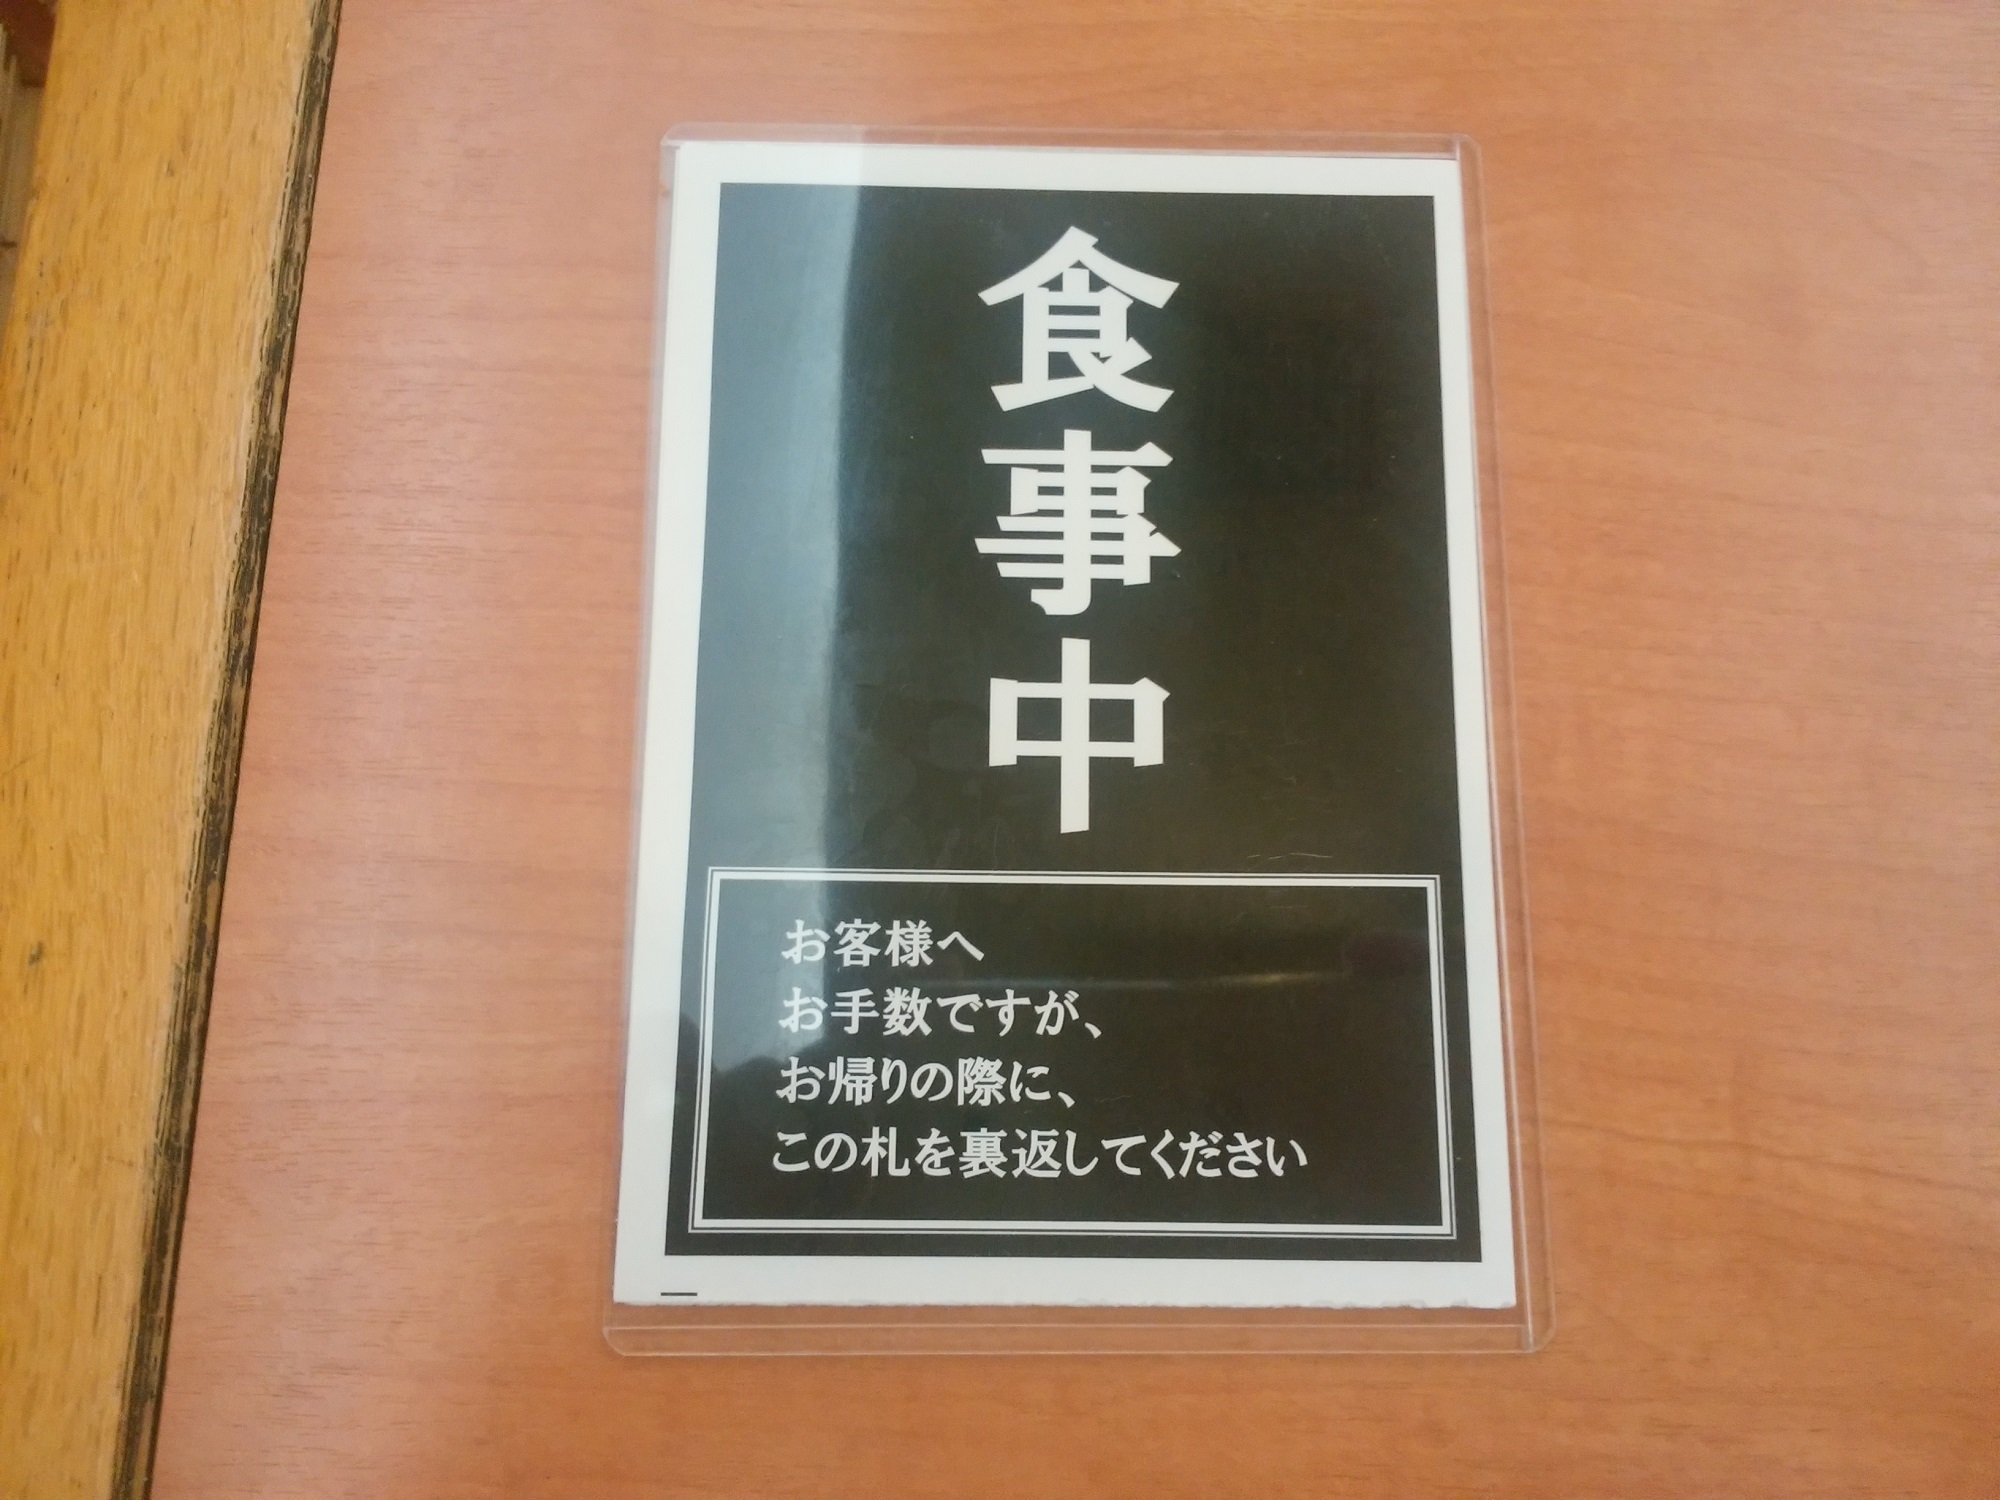 食事中
お客様へ
お手数ですが、
お帰りの際に、
この札を裏返してください